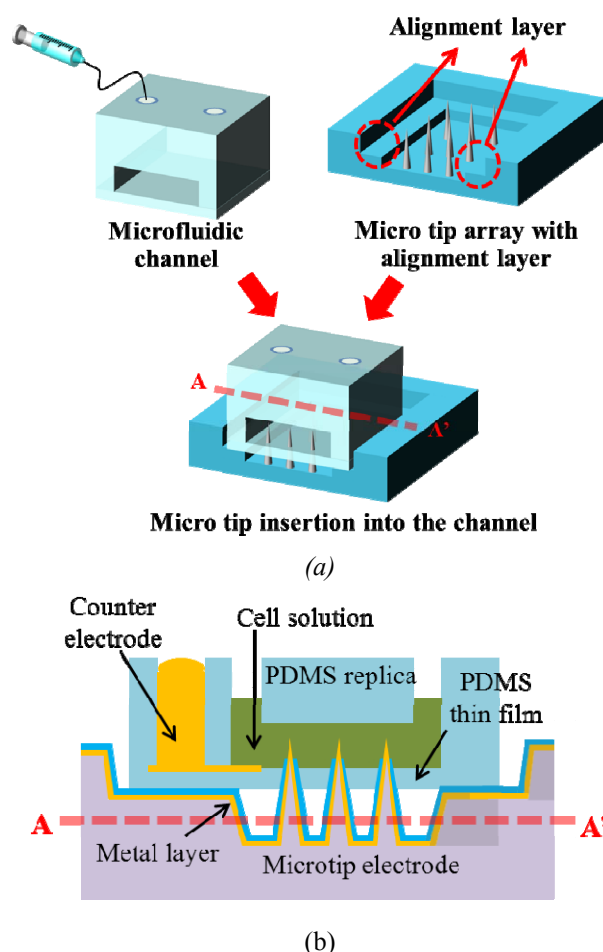 Alignment layer
Microfluidic
channel
Micro tip array with
alignment layer
A
A'
Micro tip insertion into the channel
(a)
Counter
electrode
Cell solution
PDMS replica
PDMS
thin film
A
A'
Metal layer
Microtip electrode
(b)